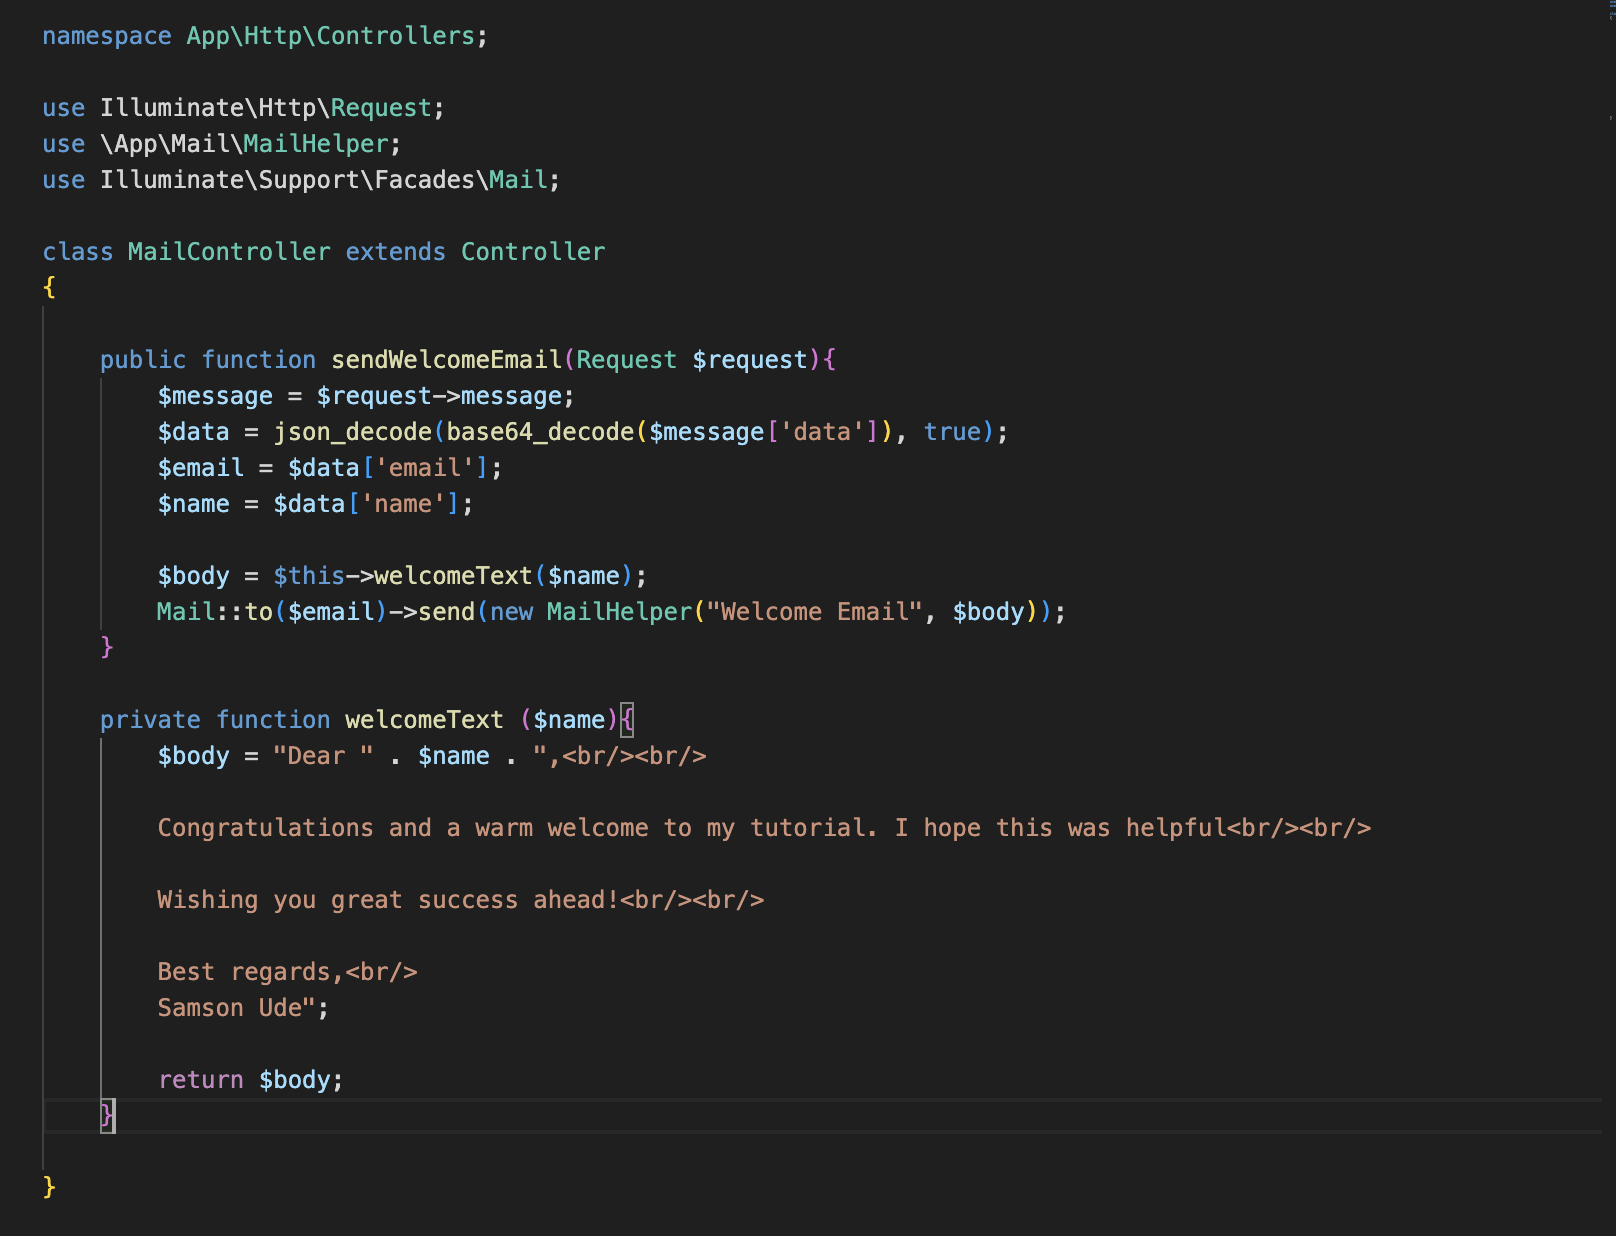 namespace App\Http\Controllers;
use Illuminate\Http\Request;
use \App\Mail\MailHelper;
use Illuminate\Support\Facades\Mail;
class MailController extends Controller
{
public function sendWelcomeEmail(Request $request){
$message = $request->message;
$data = json_decode(base64_decode($message['data']), true);
$email = $data['email'];
$name = $data['name'];
$body = $this->welcomeText($name);
Mail::to($email)->send(new MailHelper("Welcome Email", $body));
}
private function welcomeText ($name){
$body = "Dear " . $name . ",<br/><br/>
Congratulations and a warm welcome to my tutorial. I hope this was helpful<br/><br/>
Wishing you great success ahead!<br/><br/>
Best regards,<br/>
Samson Ude";
return $body;
}
}